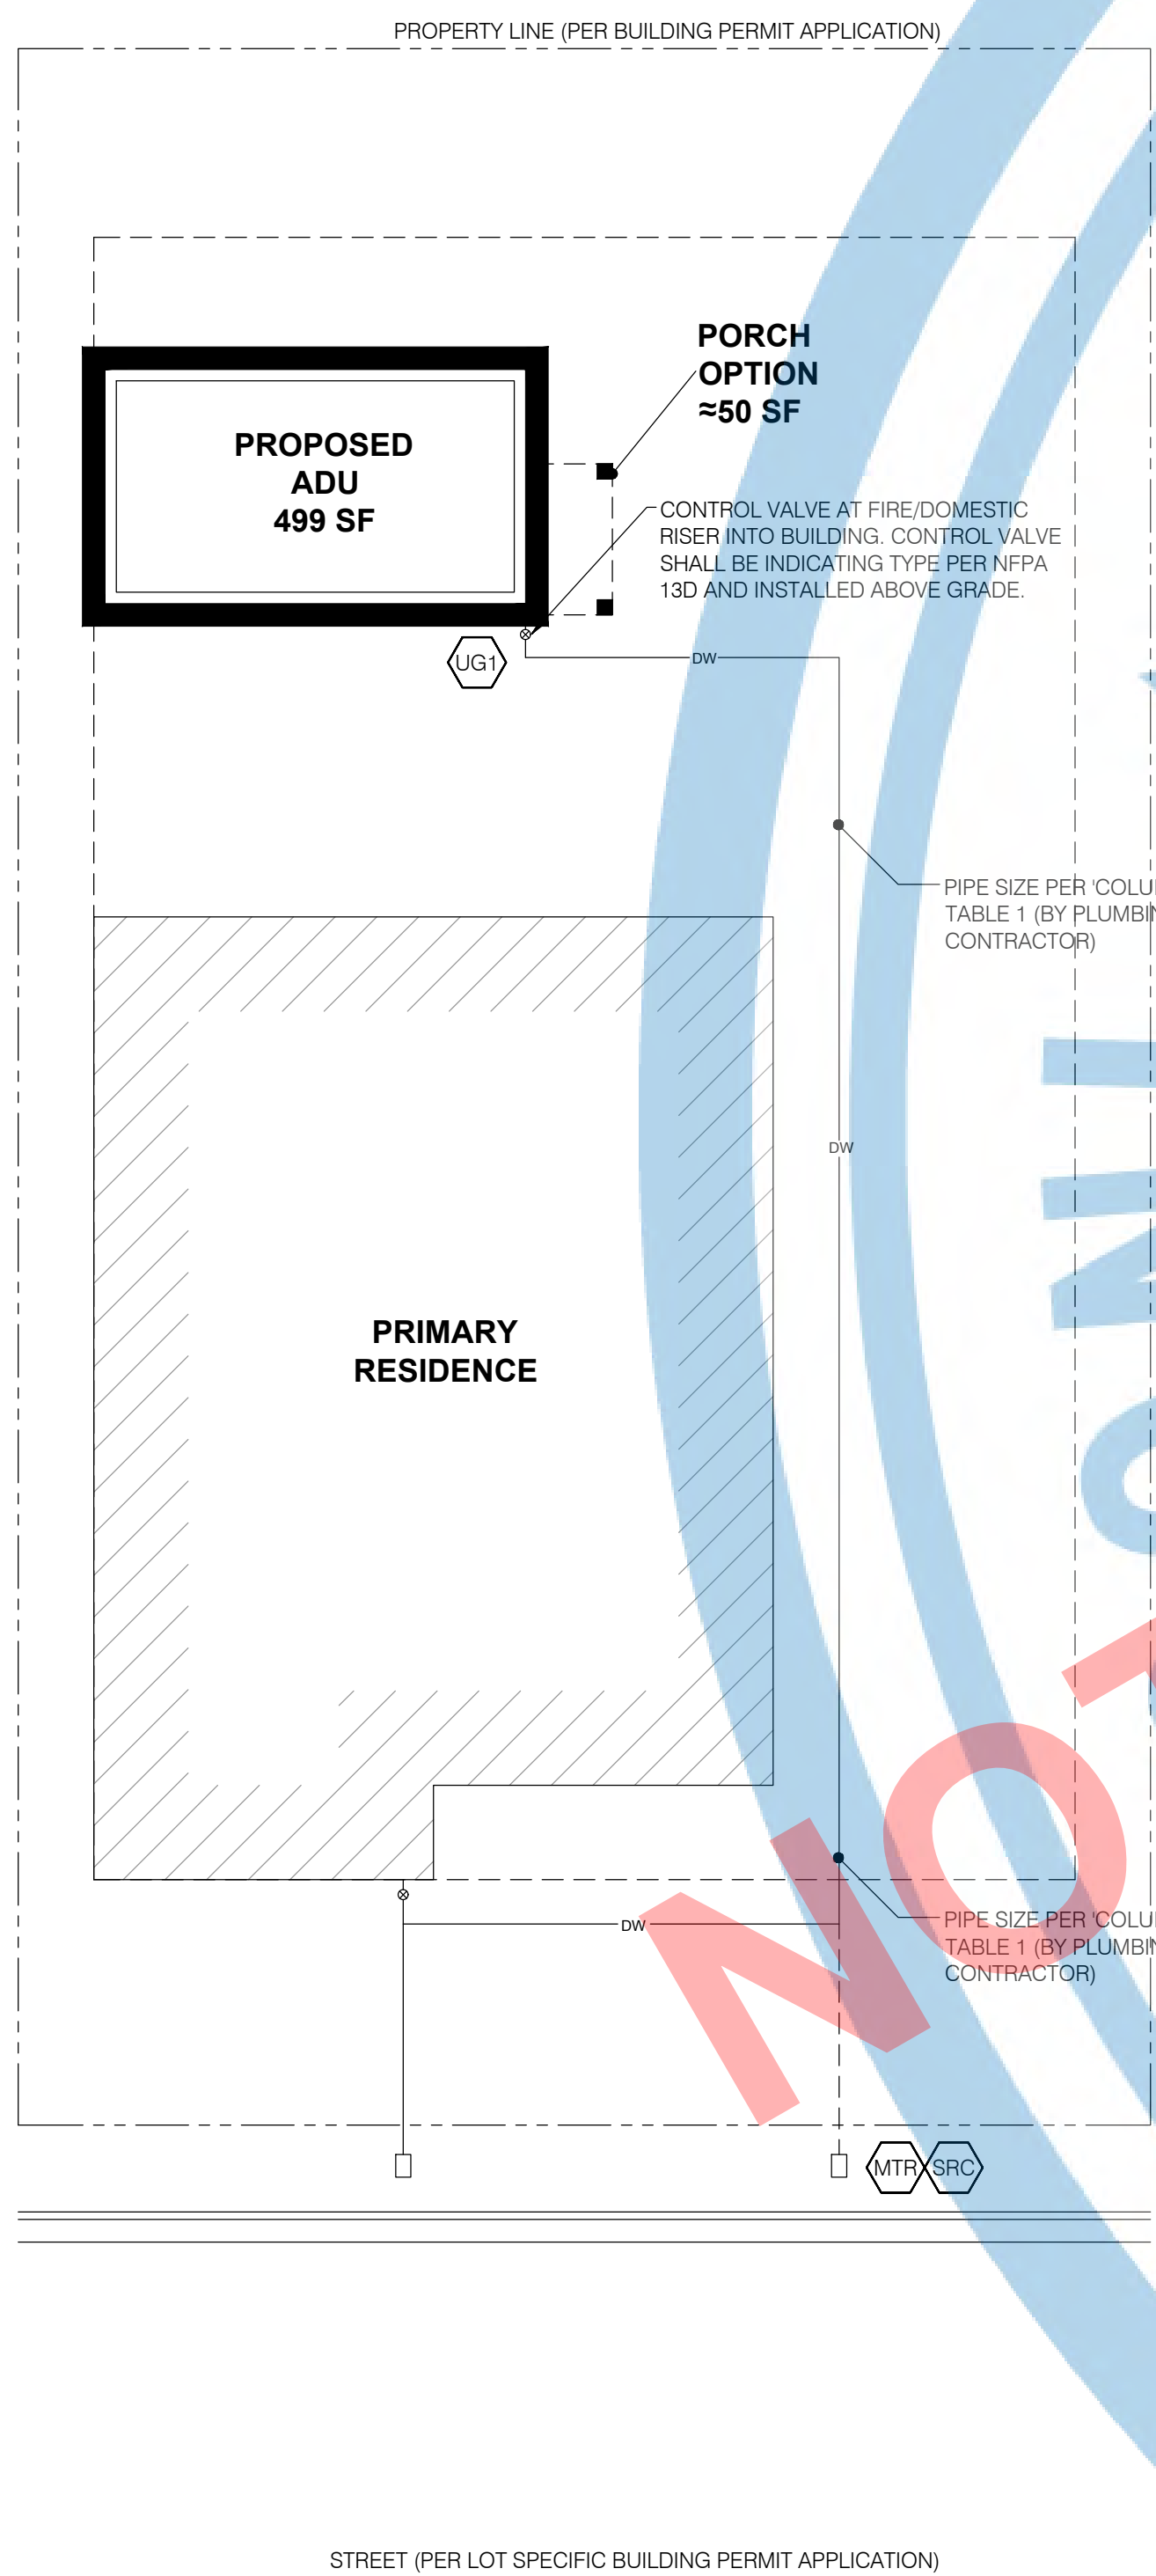 PROPERTY LINE (PER BUILDING PERMIT APPLICATION)
PORCH
OPTION
≈50 SF
PROPOSED
ADU
499 SF
CONTROL VALVE AT FIRE/DOMESTIC
RISER INTO BUILDING. CONTROL VALVE
SHALL BE INDICATING TYPE PER NFPA
13D AND INSTALLED ABOVE GRADE.
UG1
DW
PIPE SIZE PER
TABLE 1 (BY
CONTRACTOR)
DW
PRIMARY
RESIDENCE
DW
PIPE SIZE PER
TABLE 1 (BY
CONTRACTOR)
MTR SRC
STREET (PER LOT SPECIFIC BUILDING PERMIT APPLICATION)